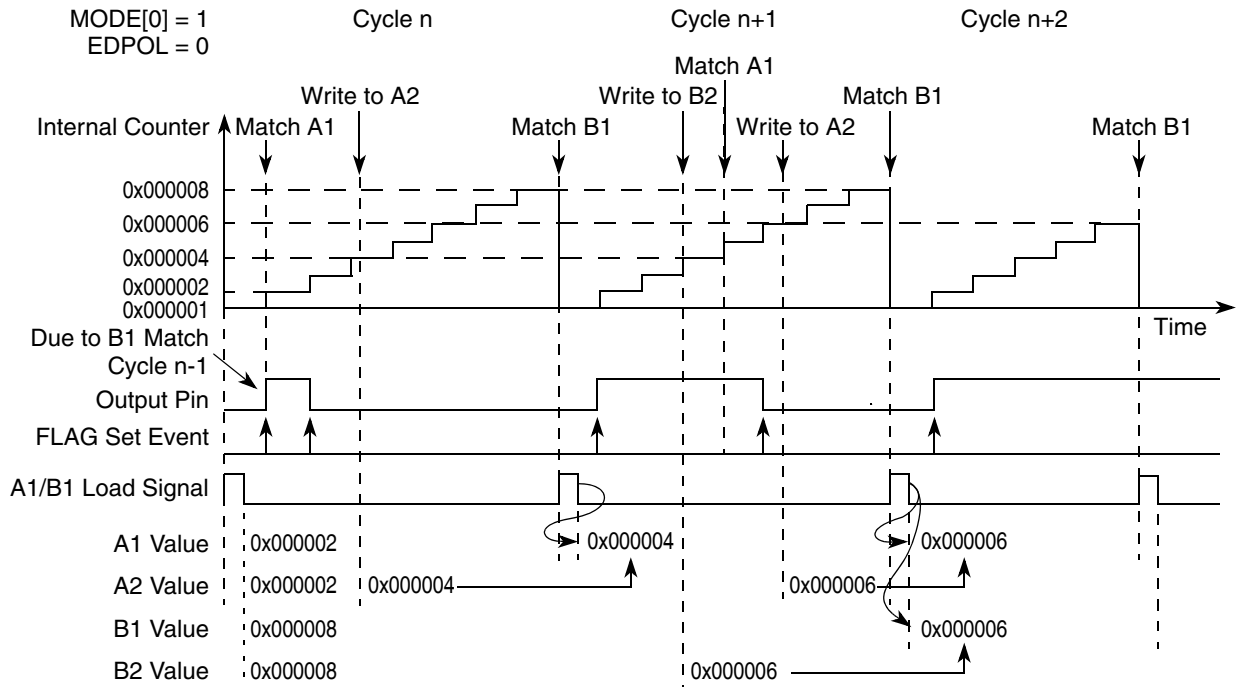 MODE[0] = 1
EDPOL = 0
Cycle n
Cycle n+1
Cycle n+2
Match A1
Write to A2
Write to B2
Match B1
Internal Counter
Match A1
Match B1
Write to A2
Match B1
0x000008
0x000006
0x000004
0x000002
0x000001
Time
Due to B1 Match
Cycle n-1
Output Pin
FLAG Set Event
A1/B1 Load Signal
A1 Value
0x000002
0x000004
0x000006
A2 Value
0x000002
0x000004
0x000006
B1 Value
0x000008
0x000006
B2 Value
0x000008
0x000006